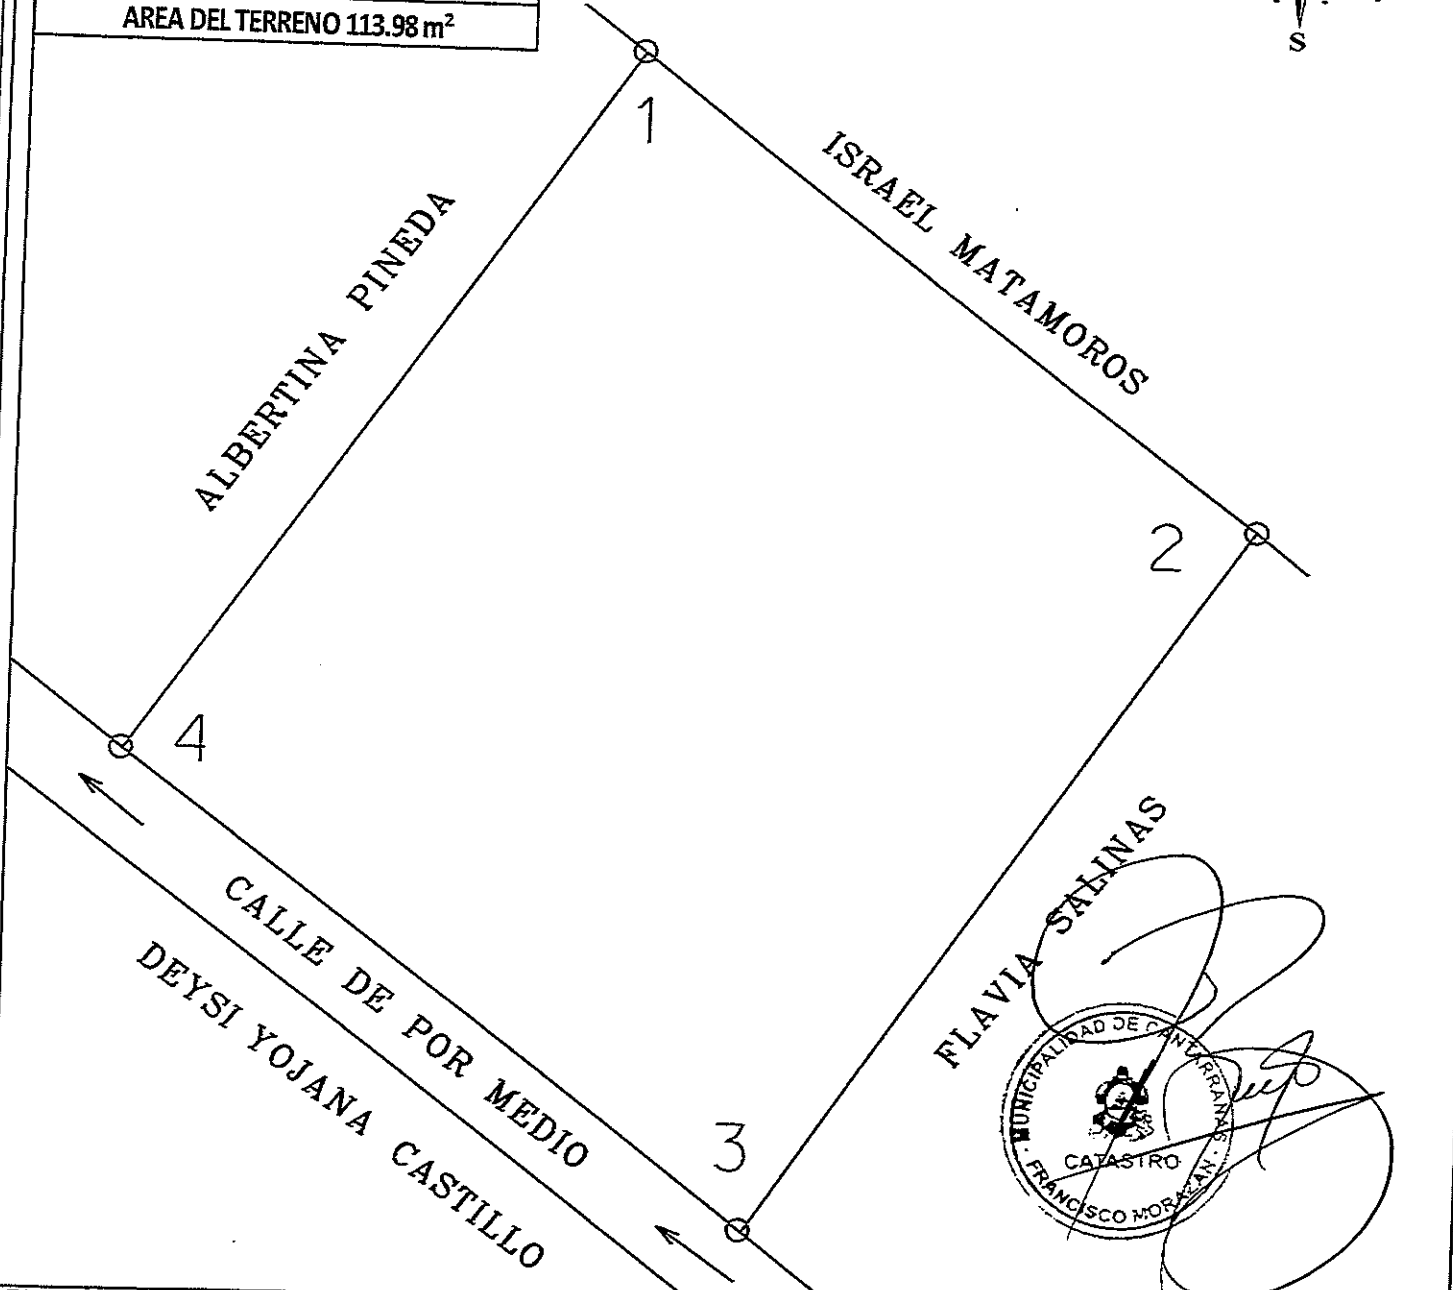 AREA DEL TERRENO 113.98 m²
S
1
ISRAEL MATAMOROS
ALBERTINA PINEDA
2
4
FLAVIA SALINAS
CALLE DE POR MEDIO
DEYSI YOJANA CASTILLO
3
MUNICIPALIDAD DE CANTARRANAS
CATASTRO
FRANCISCO MORAZAN